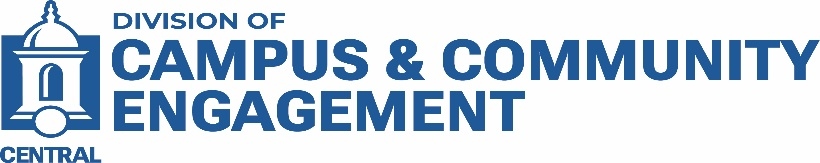 DIVISION OF
CAMPUS & COMMUNITY
ENGAGEMENT
CENTRAL